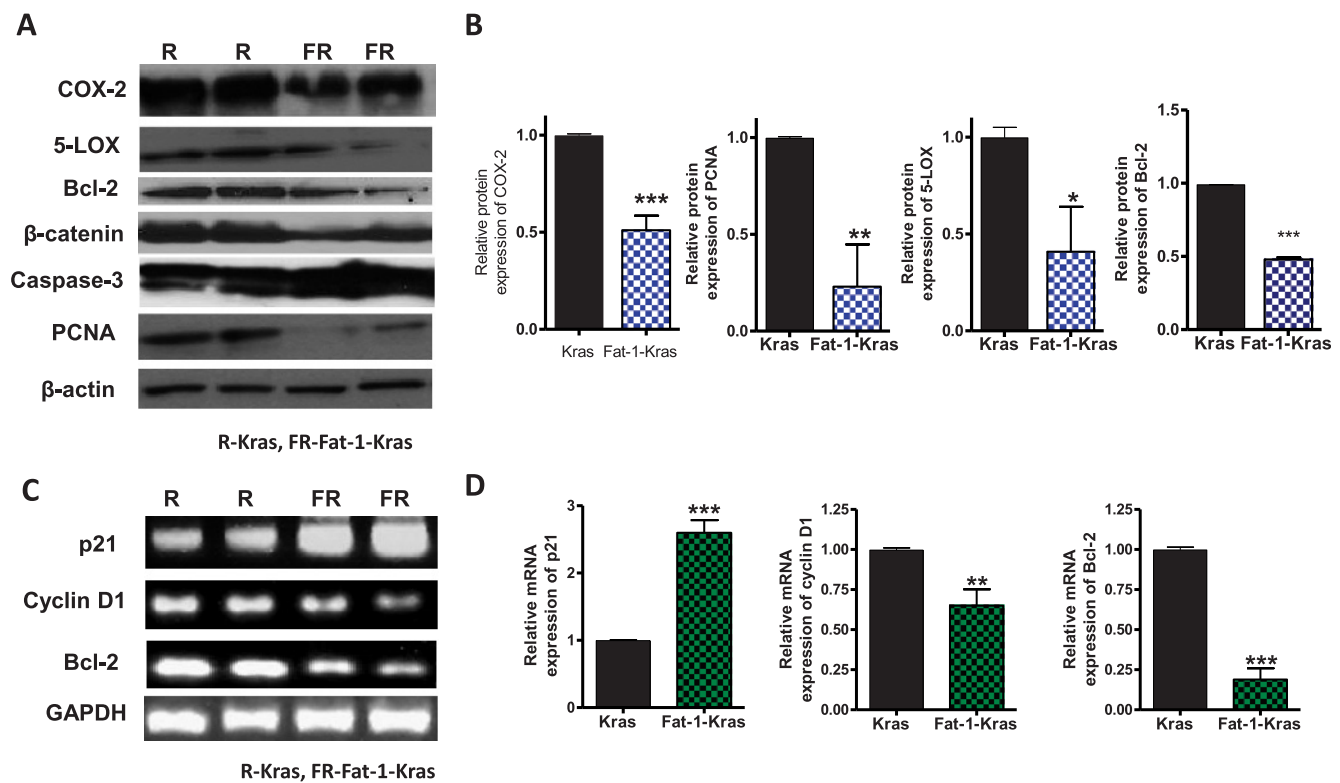 A
R R FR FR
COX-2
5-LOX
Bcl-2
β-catenin
Caspase-3
PCNA
β-actin
R-Kras, FR-Fat-1-Kras
B
Relative protein
expression of COX-2
1.0
0.5
0.0
***
Kras Fat-1-Kras
Relative protein
expression of PCNA
1.0
0.5
0.0
**
Kras Fat-1-Kras
Relative protein
expression of 5-LOX
1.0
0.5
0.0
*
Kras Fat-1-Kras
Relative protein
expression of Bcl-2
1.5
1.0
0.5
0.0
***
Kras Fat-1-Kras
C
R R FR FR
p21
Cyclin D1
Bcl-2
GAPDH
R-Kras, FR-Fat-1-Kras
D
Relative mRNA
expression of p21
3
2
1
0
***
Kras Fat-1-Kras
Relative mRNA
expression of cyclin D1
1.25
1.00
0.75
0.50
0.25
0.00
**
Kras Fat-1-Kras
Relative mRNA
expression of Bcl-2
1.25
1.00
0.75
0.50
0.25
0.00
***
Kras Fat-1-Kras